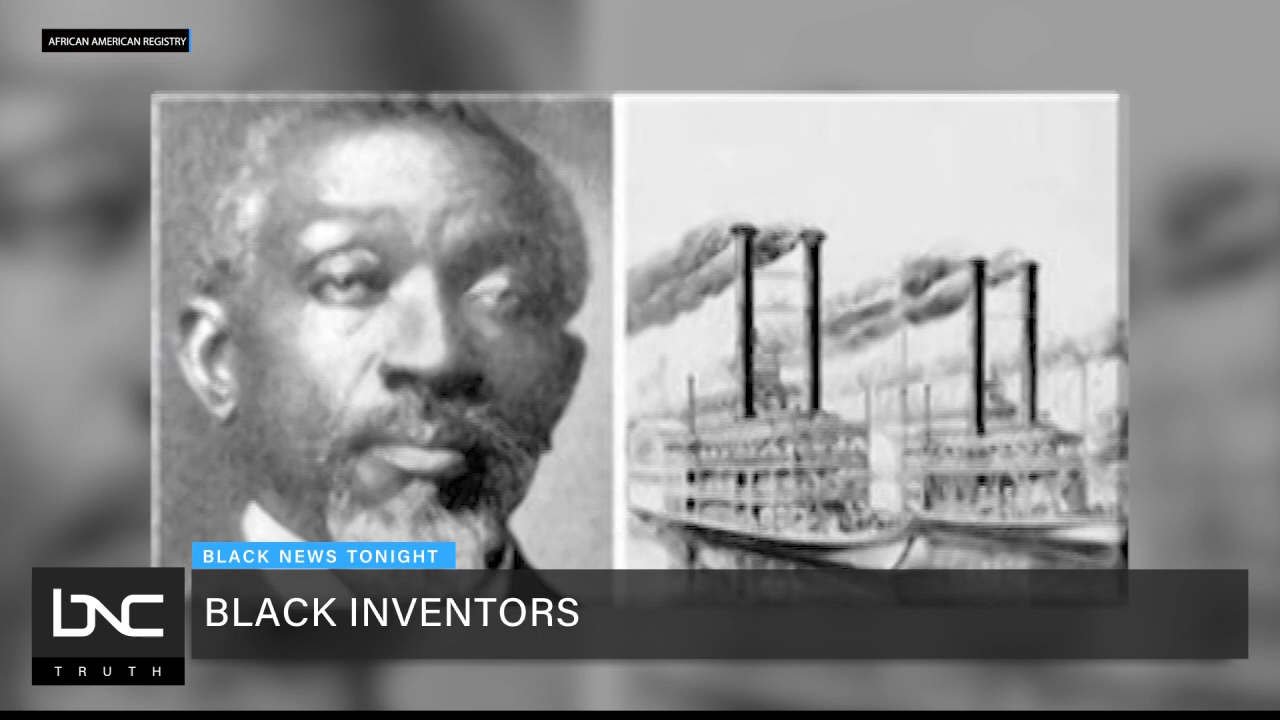 AFRICAN AMERICAN REGISTRY
BLACK NEWS TONIGHT
BLACK INVENTORS
BNC
TRUTH